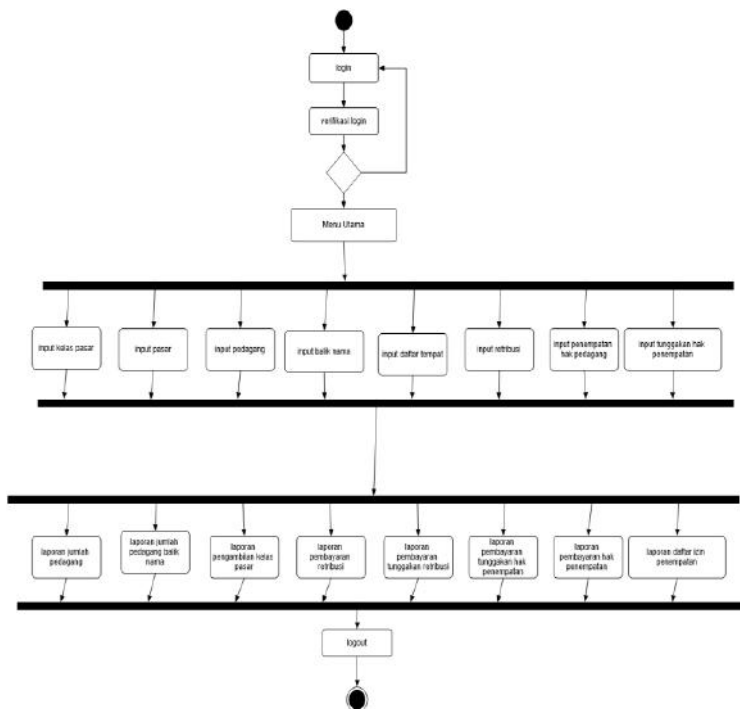 login
verifikasi login
Menu Utama
input kelas pasar
input pasar
input pedagang
input balik nama
input daftar tempat
input retribusi
input penempatan
hak pedagang
input tunggakan hak
penempatan
laporan jumlah
pedagang
laporan jumlah
pedagang balik
nama
laporan
pengambilan kelas
pasar
laporan
pembayaran
retribusi
laporan
pembayaran
tunggakan retribusi
laporan
pembayaran
tunggakan hak
penempatan
laporan
pembayaran hak
penempatan
laporan daftar izin
penempatan
logout